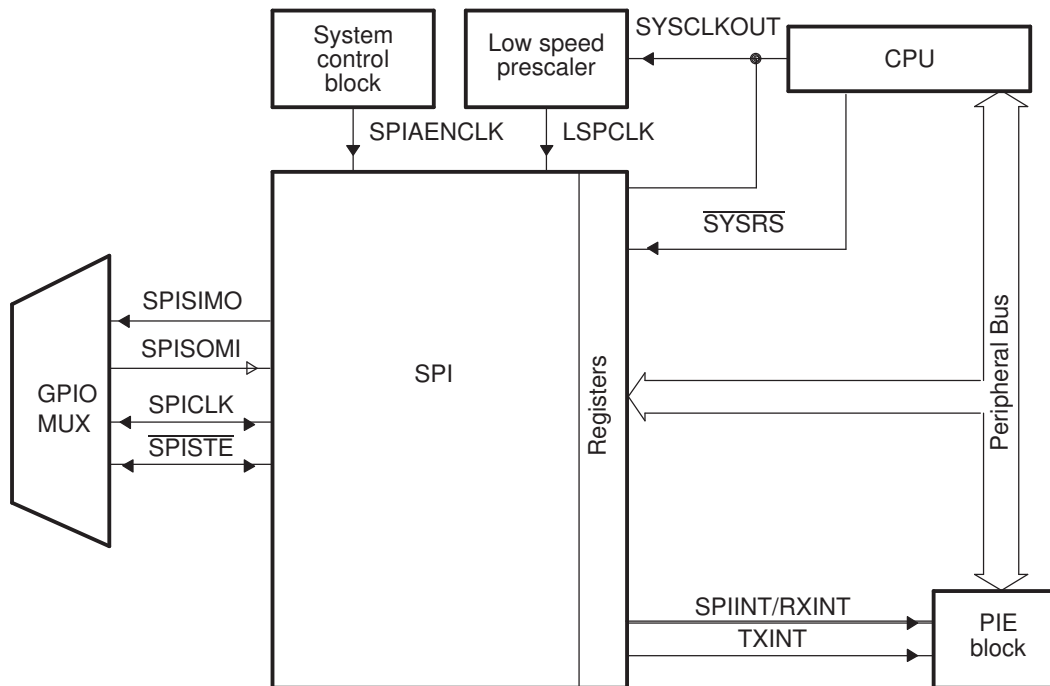 System
control
block
Low speed
prescaler
SYSCLKOUT
CPU
SPIAENCLK
LSPCLK
SYSRS
SPISIMO
SPISOMI
SPICLK
SPISTE
GPIO
MUX
SPI
Registers
Peripheral Bus
SPIINT/RXINT
TXINT
PIE
block